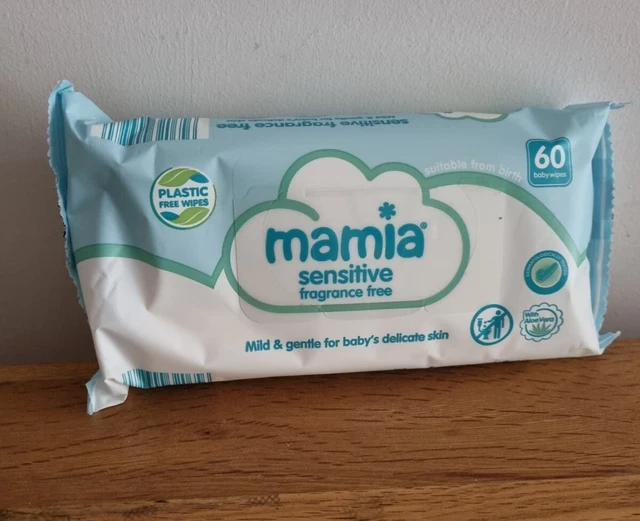 sensitive fragrance free
suitable from birth
60
baby wipes
PLASTIC
FREE WIPES
mamia®
sensitive
fragrance free
Mild & gentle for baby's delicate skin
With
Aloe Vera